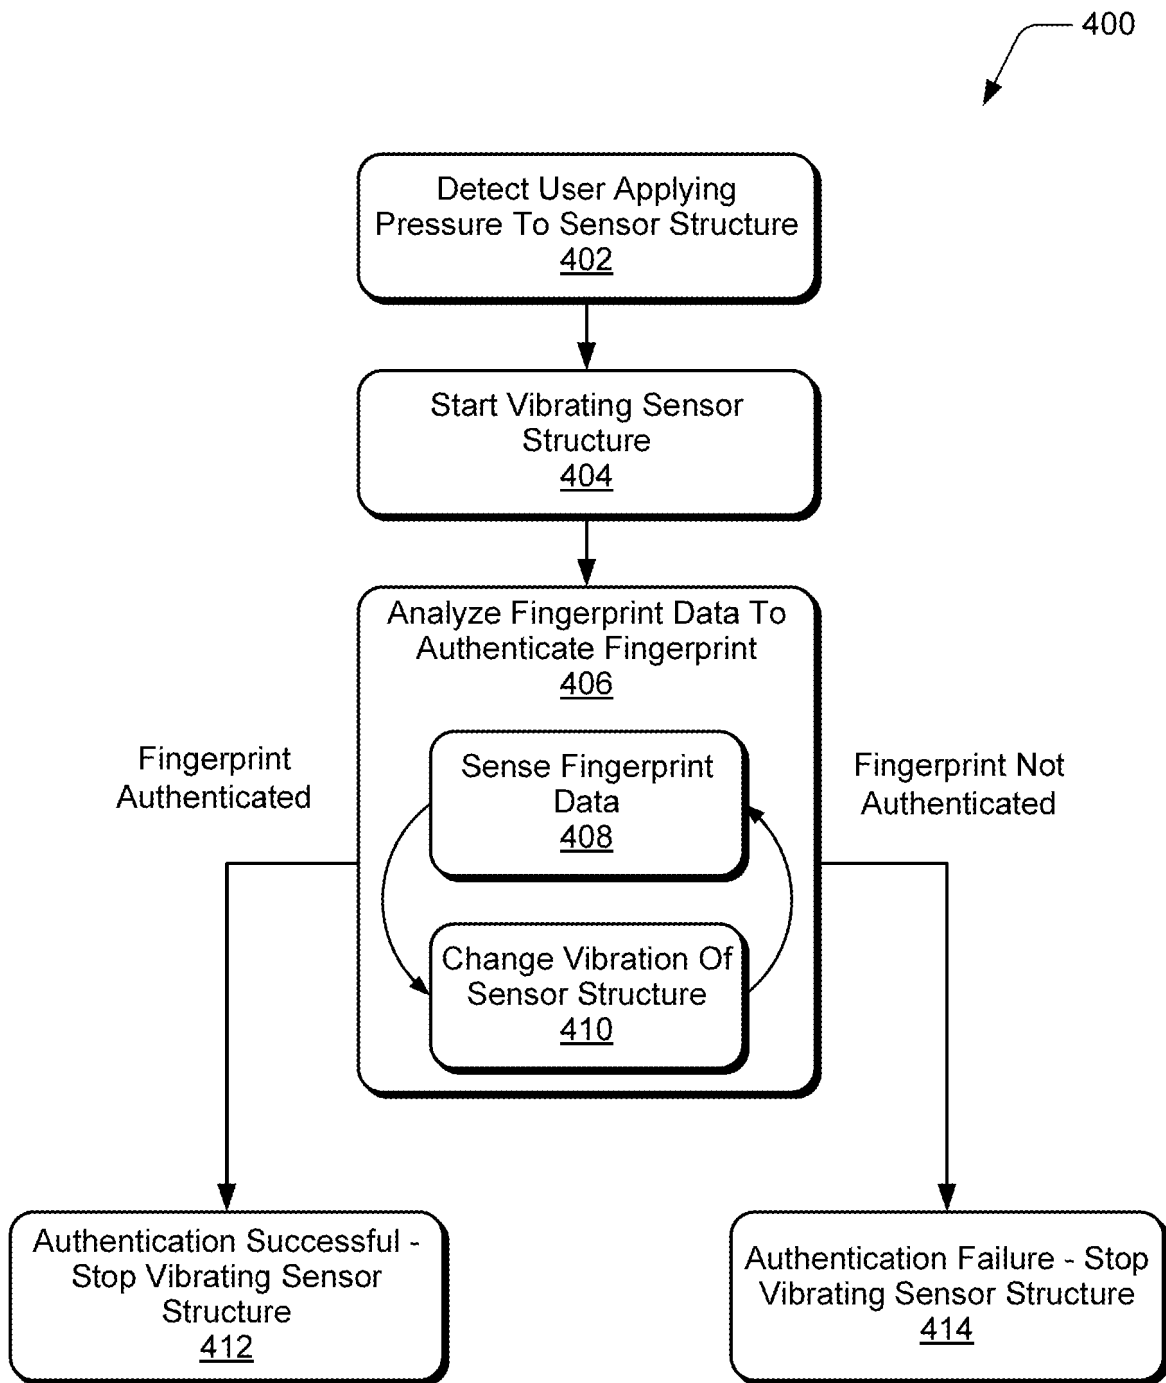 400
Detect User Applying
Pressure To Sensor Structure
402
Start Vibrating Sensor
Structure
404
Analyze Fingerprint Data To
Authenticate Fingerprint
406
Fingerprint
Authenticated
Sense Fingerprint
Data
408
Fingerprint Not
Authenticated
Change Vibration Of
Sensor Structure
410
Authentication Successful -
Stop Vibrating Sensor
Structure
412
Authentication Failure - Stop
Vibrating Sensor Structure
414